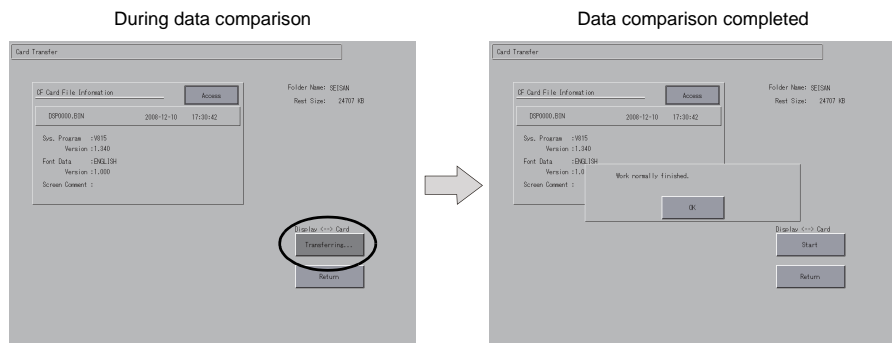 During data comparison
Card Transfer
CF Card File Information
Access
DSP0000.BIN 2008-12-10 17:30:42
Sys. Program :V815
Version :1.340
Font Data :ENGLISH
Version :1.000
Screen Comment :
Folder Name: SEISAN
Rest Size: 24707 KB
Display <--> Card
Transferring...
Return
Data comparison completed
Card Transfer
CF Card File Information
Access
DSP0000.BIN 2008-12-10 17:30:42
Sys. Program :V815
Version :1.340
Font Data :ENGLISH
Version :1.0
Screen Comment :
Folder Name: SEISAN
Rest Size: 24707 KB
Work normally finished.
OK
Display <--> Card
Start
Return